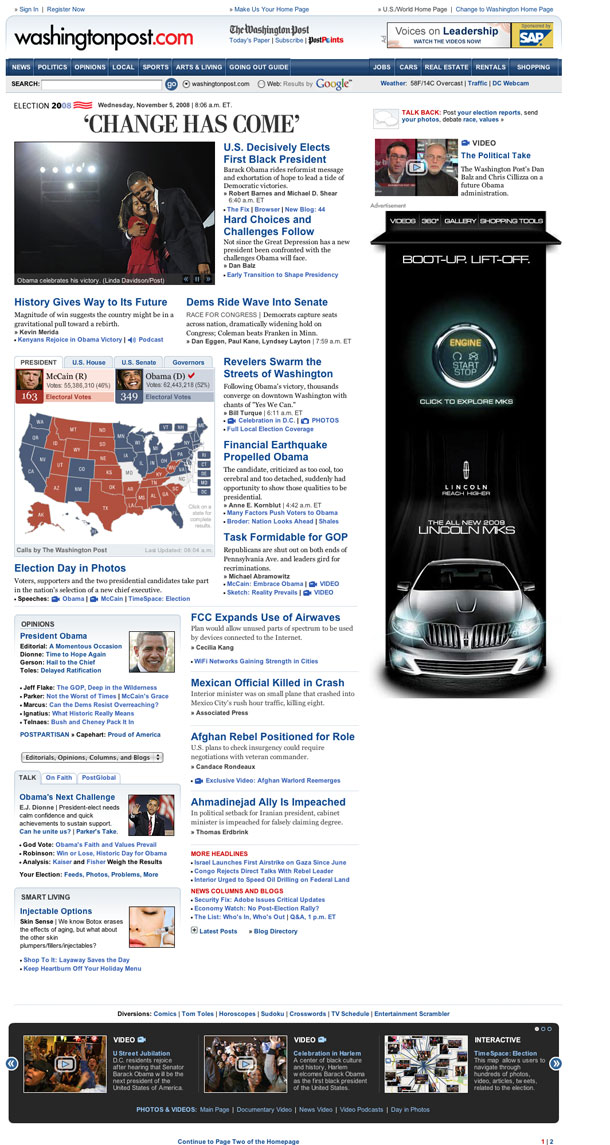 » Sign In | Register Now
» Make Us Your Home Page
» U.S./World Home Page | Change to Washington Home Page
washingtonpost.com
The Washington Post
Today's Paper | Subscribe | PostPoints
Voices on Leadership
WATCH THE VIDEOS NOW!
Sponsored by
SAP
NEWS POLITICS OPINIONS LOCAL SPORTS ARTS & LIVING GOING OUT GUIDE
JOBS CARS REAL ESTATE RENTALS SHOPPING
SEARCH: go washingtonpost.com Web: Results by Google™
Weather: 58F/14C Overcast | Traffic | DC Webcam
ELECTION 2008 Wednesday, November 5, 2008 | 8:06 a.m. ET.
‘CHANGE HAS COME’
Obama celebrates his victory. (Linda Davidson/Post)
U.S. Decisively Elects
First Black President
Barack Obama rides reformist message
and exhortation of hope to lead a tide of
Democratic victories.
» Robert Barnes and Michael D. Shear
6:40 a.m. ET
• The Fix | Browser | New Blog: 44
Hard Choices and
Challenges Follow
Not since the Great Depression has a new
president been confronted with the
challenges Obama will face.
» Dan Balz
• Early Transition to Shape Presidency
TALK BACK: Post your election reports, send
your photos, debate race, values »
VIDEO
The Political Take
The Washington Post's Dan
Balz and Chris Cillizza on a
future Obama
administration.
Advertisement
VIDEOS 360° GALLERY SHOPPING TOOLS
BOOT-UP. LIFT-OFF.
ENGINE
START
STOP
CLICK TO EXPLORE MKS
LINCOLN
REACH HIGHER
THE ALL NEW 2009
LINCOLN MKS
History Gives Way to Its Future
Magnitude of win suggests the country might be in a
gravitational pull toward a rebirth.
» Kevin Merida
• Kenyans Rejoice in Obama Victory | Podcast
Dems Ride Wave Into Senate
RACE FOR CONGRESS | Democrats capture seats
across nation, dramatically widening hold on
Congress; Coleman beats Franken in Minn.
» Dan Eggen, Paul Kane, Lyndsey Layton | 7:59 a.m. ET
PRESIDENT U.S. House U.S. Senate Governors
McCain (R)
Votes: 55,386,310 (46%)
163 Electoral Votes
Obama (D)
Votes: 62,443,218 (52%)
349 Electoral Votes
Click on a
state for
complete
results.
Calls by The Washington Post
Last Updated: 08:04 a.m.
Revelers Swarm the
Streets of Washington
Following Obama's victory, thousands
converge on downtown Washington with
chants of "Yes We Can."
» Bill Turque | 6:11 a.m. ET
• Celebration in D.C. | PHOTOS
• Full Local Election Coverage
Financial Earthquake
Propelled Obama
The candidate, criticized as too cool, too
cerebral and too detached, suddenly had
opportunity to show those qualities to be
presidential.
» Anne E. Kornblut | 4:42 a.m. ET
• Many Factors Push Voters to Obama
• Broder: Nation Looks Ahead | Shales
Task Formidable for GOP
Republicans are shut out on both ends of
Pennsylvania Ave. and leaders gird for
recriminations.
» Michael Abramowitz
• McCain: Embrace Obama | VIDEO
• Sketch: Reality Prevails | VIDEO
Election Day in Photos
Voters, supporters and the two presidential candidates take part
in the nation's selection of a new chief executive.
• Speeches: Obama | McCain | TimeSpace: Election
OPINIONS
President Obama
Editorial: A Momentous Occasion
Dionne: Time to Hope Again
Gerson: Hail to the Chief
Toles: Delayed Ratification
• Jeff Flake: The GOP, Deep in the Wilderness
• Parker: Not the Worst of Times | McCain's Grace
• Marcus: Can the Dems Resist Overreaching?
• Ignatius: What Historic Really Means
• Telnaes: Bush and Cheney Pack It In
POSTPARTISAN » Capehart: Proud of America
Editorials, Opinions, Columns, and Blogs
TALK On Faith PostGlobal
Obama's Next Challenge
E.J. Dionne | President-elect needs
calm confidence and quick
achievements to sustain support.
Can he unite us? | Parker's Take.
• God Vote: Obama's Faith and Values Prevail
• Robinson: Win or Lose, Historic Day for Obama
• Analysis: Kaiser and Fisher Weigh the Results
Your Election: Feeds, Photos, Problems, More
SMART LIVING
Injectable Options
Skin Sense | We know Botox erases
the effects of aging, but what about
the other skin
plumpers/fillers/injectables?
• Shop To It: Layaway Saves the Day
• Keep Heartburn Off Your Holiday Menu
FCC Expands Use of Airwaves
Plan would allow unused parts of spectrum to be used
by devices connected to the Internet.
» Cecilia Kang
• WiFi Networks Gaining Strength in Cities
Mexican Official Killed in Crash
Interior minister was on small plane that crashed into
Mexico City's rush hour traffic, killing eight.
» Associated Press
Afghan Rebel Positioned for Role
U.S. plans to check insurgency could require
negotiations with veteran commander.
» Candace Rondeaux
• Exclusive Video: Afghan Warlord Reemerges
Ahmadinejad Ally Is Impeached
In political setback for Iranian president, cabinet
minister is impeached for falsely claiming degree.
» Thomas Erdbrink
MORE HEADLINES
• Israel Launches First Airstrike on Gaza Since June
• Congo Rejects Direct Talks With Rebel Leader
• Interior Urged to Speed Oil Drilling on Federal Land
NEWS COLUMNS AND BLOGS
• Security Fix: Adobe Issues Critical Updates
• Economy Watch: No Post-Election Rally?
• The List: Who's In, Who's Out | Q&A, 1 p.m. ET
Latest Posts » Blog Directory
Diversions: Comics | Tom Toles | Horoscopes | Sudoku | Crosswords | TV Schedule | Entertainment Scrambler
VIDEO
U Street Jubilation
D.C. residents rejoice
after hearing that Senator
Barack Obama will be the
next president of the
United States of America.
VIDEO
Celebration in Harlem
A center of black culture
and history, Harlem
welcomes Barack Obama
as the first black president
of the United States.
INTERACTIVE
TimeSpace: Election
This map allows users to
navigate through
hundreds of photos,
video, articles, tweets,
related to the election.
PHOTOS & VIDEOS: Main Page | Documentary Video | News Video | Video Podcasts | Day in Photos
Continue to Page Two of the Homepage
1 | 2